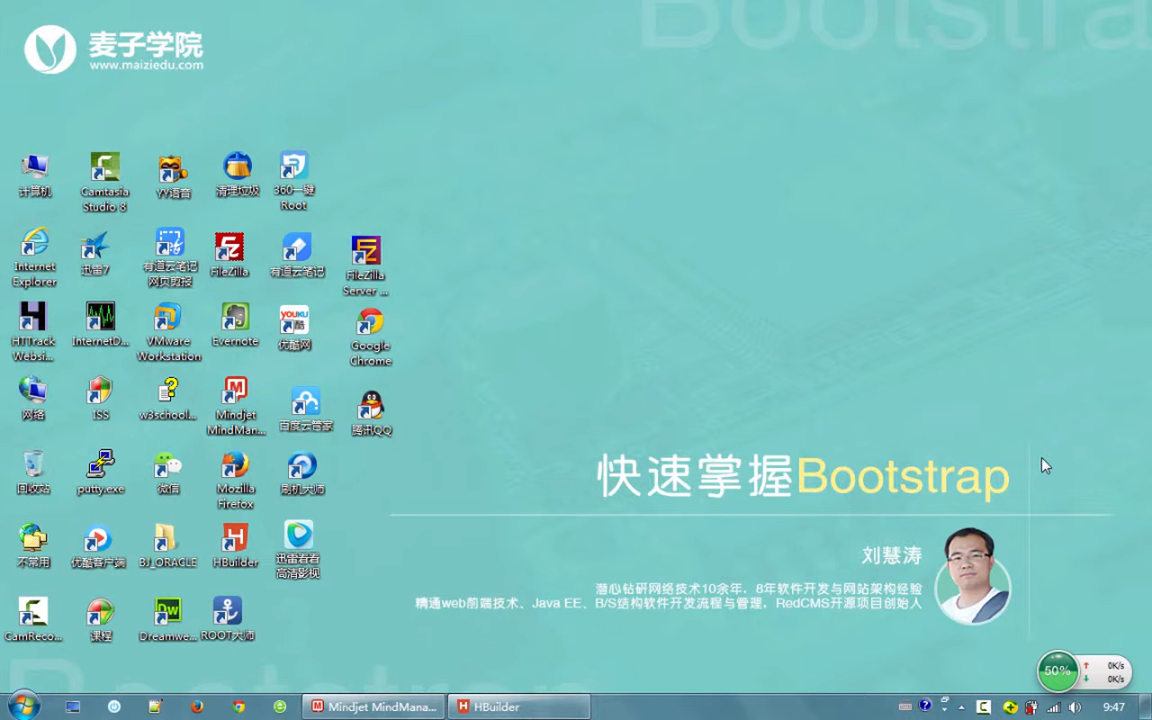 Bootstrap
麦子学院
www.maiziedu.com
计算机
Camtasia
Studio 8
YY语音
清理垃圾
360一键
Root
Internet
Explorer
迅雷7
有道云笔记
网页剪报
FileZilla
有道云笔记
FileZilla
Server ...
HTTrack
Websi...
InternetD...
VMware
Workstation
Evernote
YOUKU
酷
优酷网
Google
Chrome
网络
ISS
w3school...
Mindjet
MindMan...
百度云管家
腾讯QQ
回收站
putty.exe
微信
Mozilla
Firefox
刷机大师
不常用
优酷客户端
BJ_ORACLE
HBuilder
迅雷看看
高清影视
CamReco...
课程
Dreamwe...
ROOT大师
快速掌握Bootstrap
刘慧涛
潜心钻研网络技术10余年，8年软件开发与网站架构经验
精通web前端技术、Java EE、B/S结构软件开发流程与管理，RedCMS开源项目创始人
50%
0K/s
0K/s
Bootstrap
Mindjet MindMana...
HBuilder
9:47